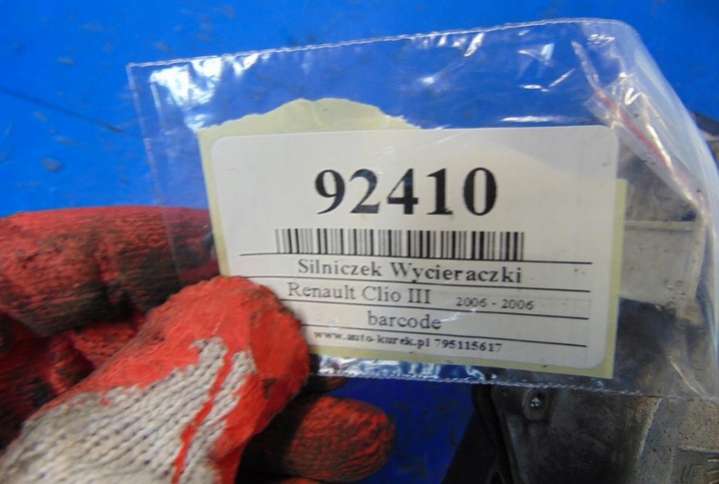 92410
Silniczek Wycieraczki
Renault Clio III 2006 - 2006
barcode
www.auto-kurek.pl 795115617